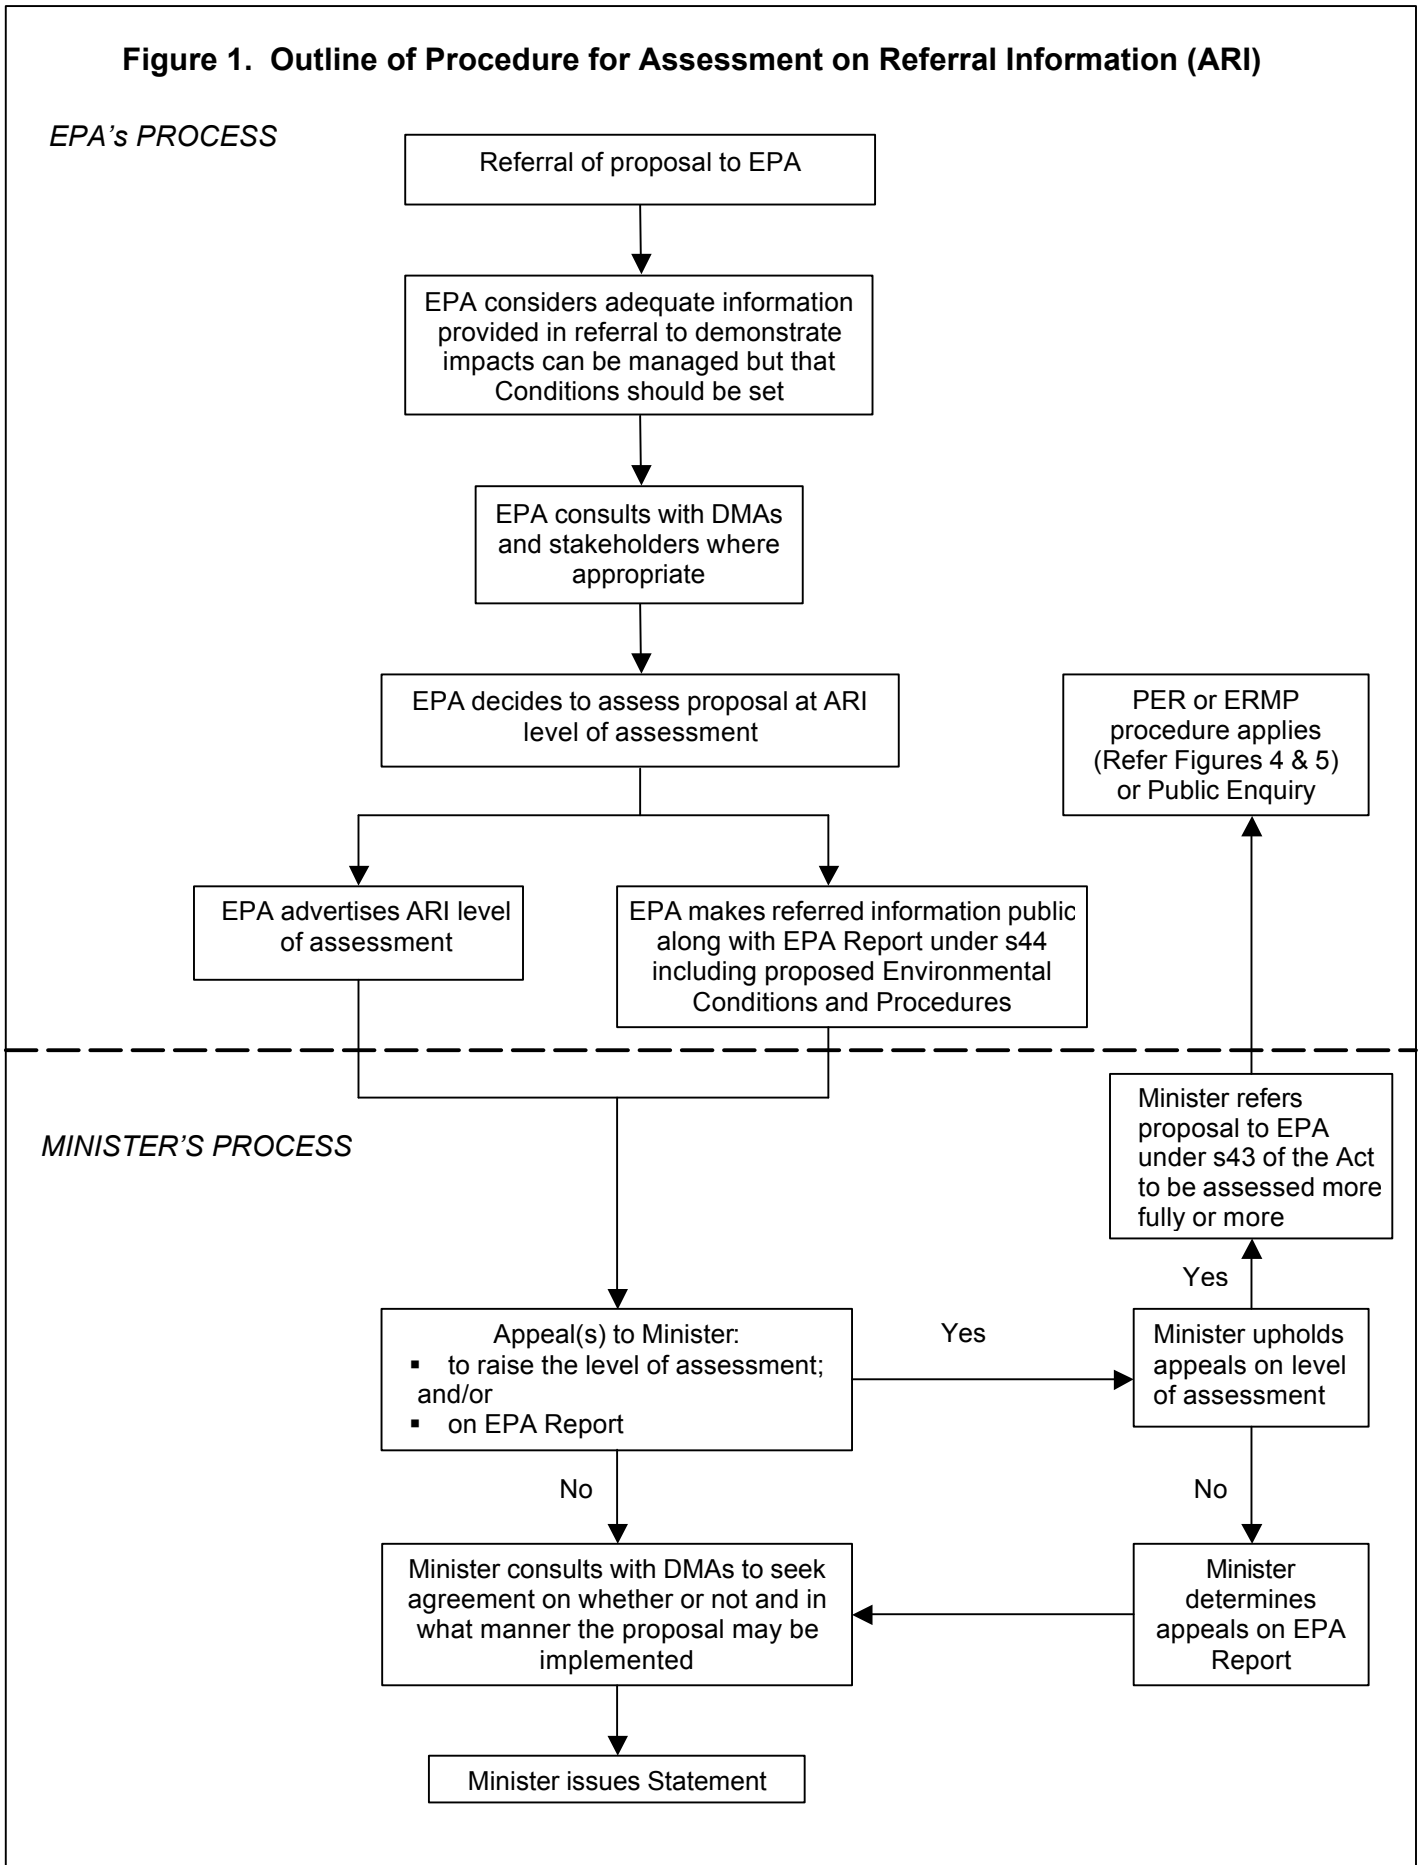 Figure 1.  Outline of Procedure for Assessment on Referral Information (ARI)
EPA's PROCESS
Referral of proposal to EPA
EPA considers adequate information
provided in referral to demonstrate
impacts can be managed but that
Conditions should be set
EPA consults with DMAs
and stakeholders where
appropriate
EPA decides to assess proposal at ARI
level of assessment
PER or ERMP
procedure applies
(Refer Figures 4 & 5)
or Public Enquiry
EPA advertises ARI level
of assessment
EPA makes referred information public
along with EPA Report under s44
including proposed Environmental
Conditions and Procedures
MINISTER'S PROCESS
Minister refers
proposal to EPA
under s43 of the Act
to be assessed more
fully or more
Yes
Appeal(s) to Minister:
▪ to raise the level of assessment;
and/or
▪ on EPA Report
Yes
Minister upholds
appeals on level
of assessment
No
No
Minister consults with DMAs to seek
agreement on whether or not and in
what manner the proposal may be
implemented
Minister
determines
appeals on EPA
Report
Minister issues Statement